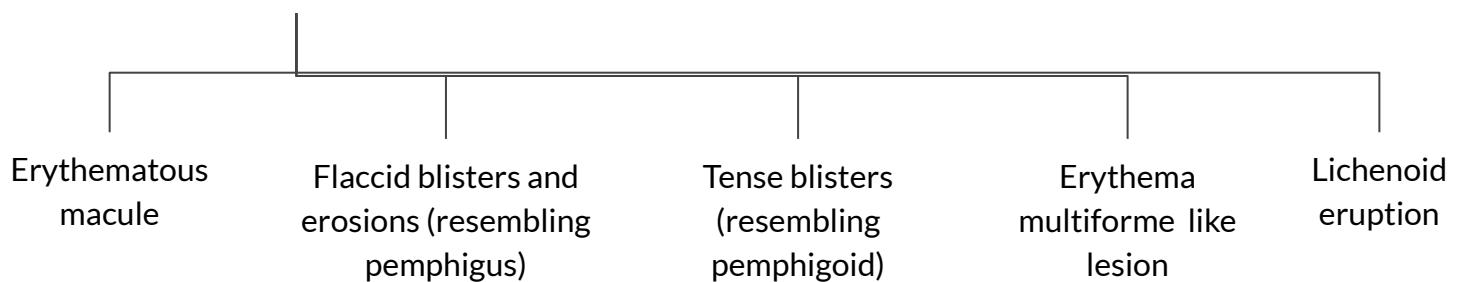 Erythematous
macule
Flaccid blisters and
erosions (resembling
pemphigus)
Tense blisters
(resembling
pemphigoid)
Erythema
multiforme  like
lesion
Lichenoid
eruption